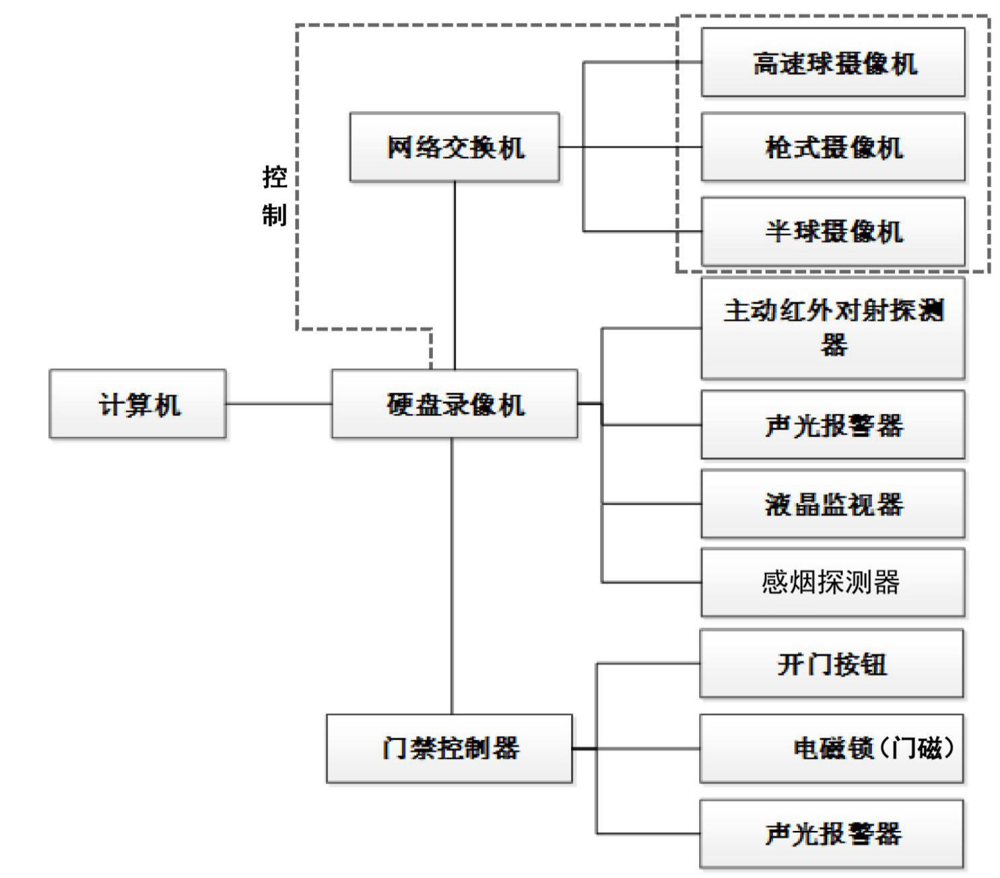 高速球摄像机
网络交换机
枪式摄像机
控
制
半球摄像机
主动红外对射探测
器
计算机
硬盘录像机
声光报警器
液晶监视器
感烟探测器
开门按钮
门禁控制器
电磁锁（门磁）
声光报警器